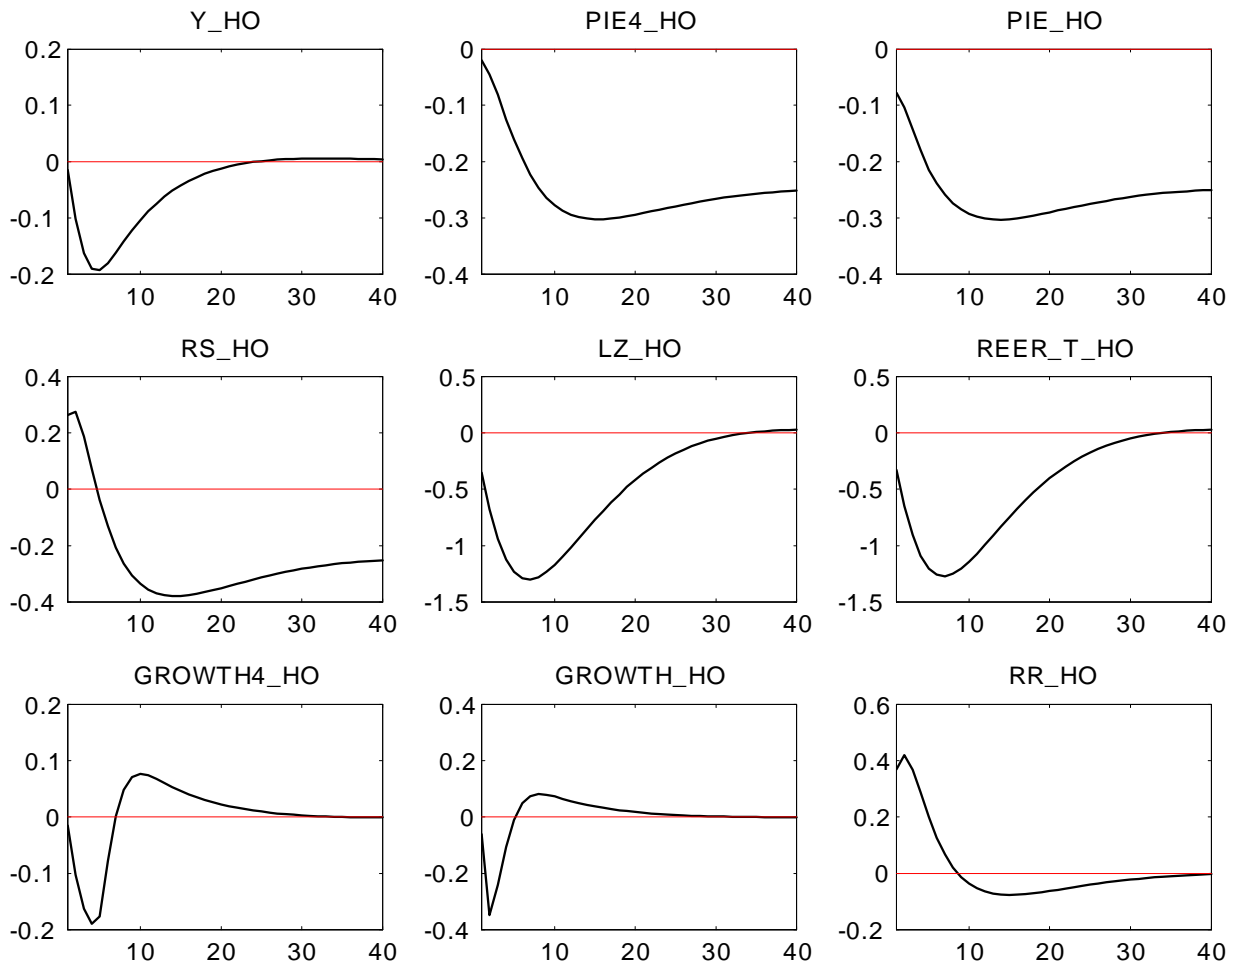 Y_HO PIE4_HO PIE_HO
0.2 0 0
0.1 -0.1 -0.1
0 -0.2 -0.2
-0.1 -0.3 -0.3
-0.2 -0.4 -0.4
10 20 30 40 10 20 30 40 10 20 30 40
RS_HO LZ_HO REER_T_HO
0.4 0.5 0.5
0.2 0 0
0 -0.5 -0.5
-0.2 -1 -1
-0.4 -1.5 -1.5
10 20 30 40 10 20 30 40 10 20 30 40
GROWTH4_HO GROWTH_HO RR_HO
0.2 0.4 0.6
0.1 0.2 0.4
0 0 0.2
-0.1 -0.2 0
-0.2 -0.4 -0.2
10 20 30 40 10 20 30 40 10 20 30 40